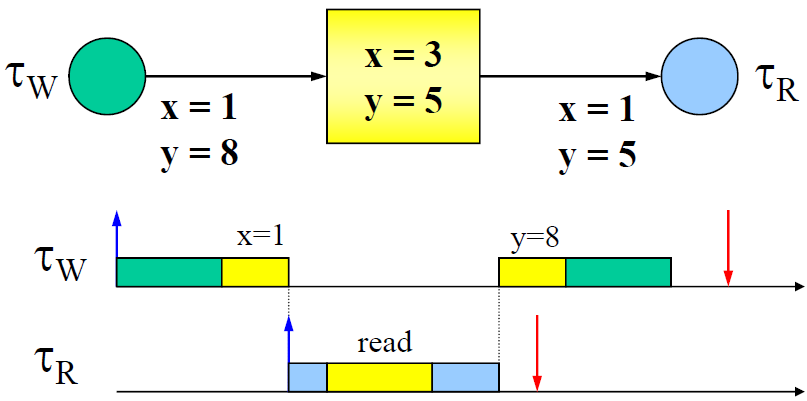 τW
x = 3
y = 5
τR
x = 1
y = 8
x = 1
y = 5
τW
x=1
y=8
τR
read